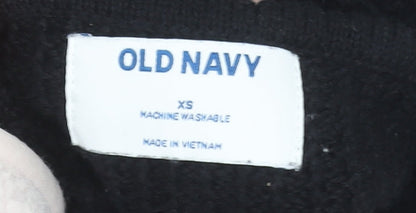 OLD NAVY
XS
MACHINE WASHABLE
MADE IN VIETNAM